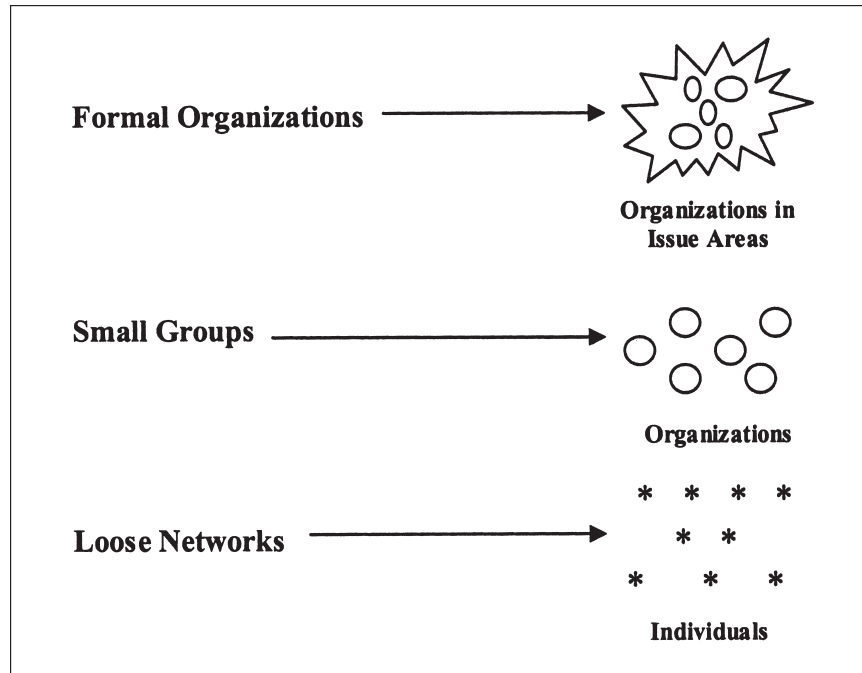 Formal Organizations
Organizations in
Issue Areas
Small Groups
Organizations
* * * *
Loose Networks
* *
* * *
Individuals